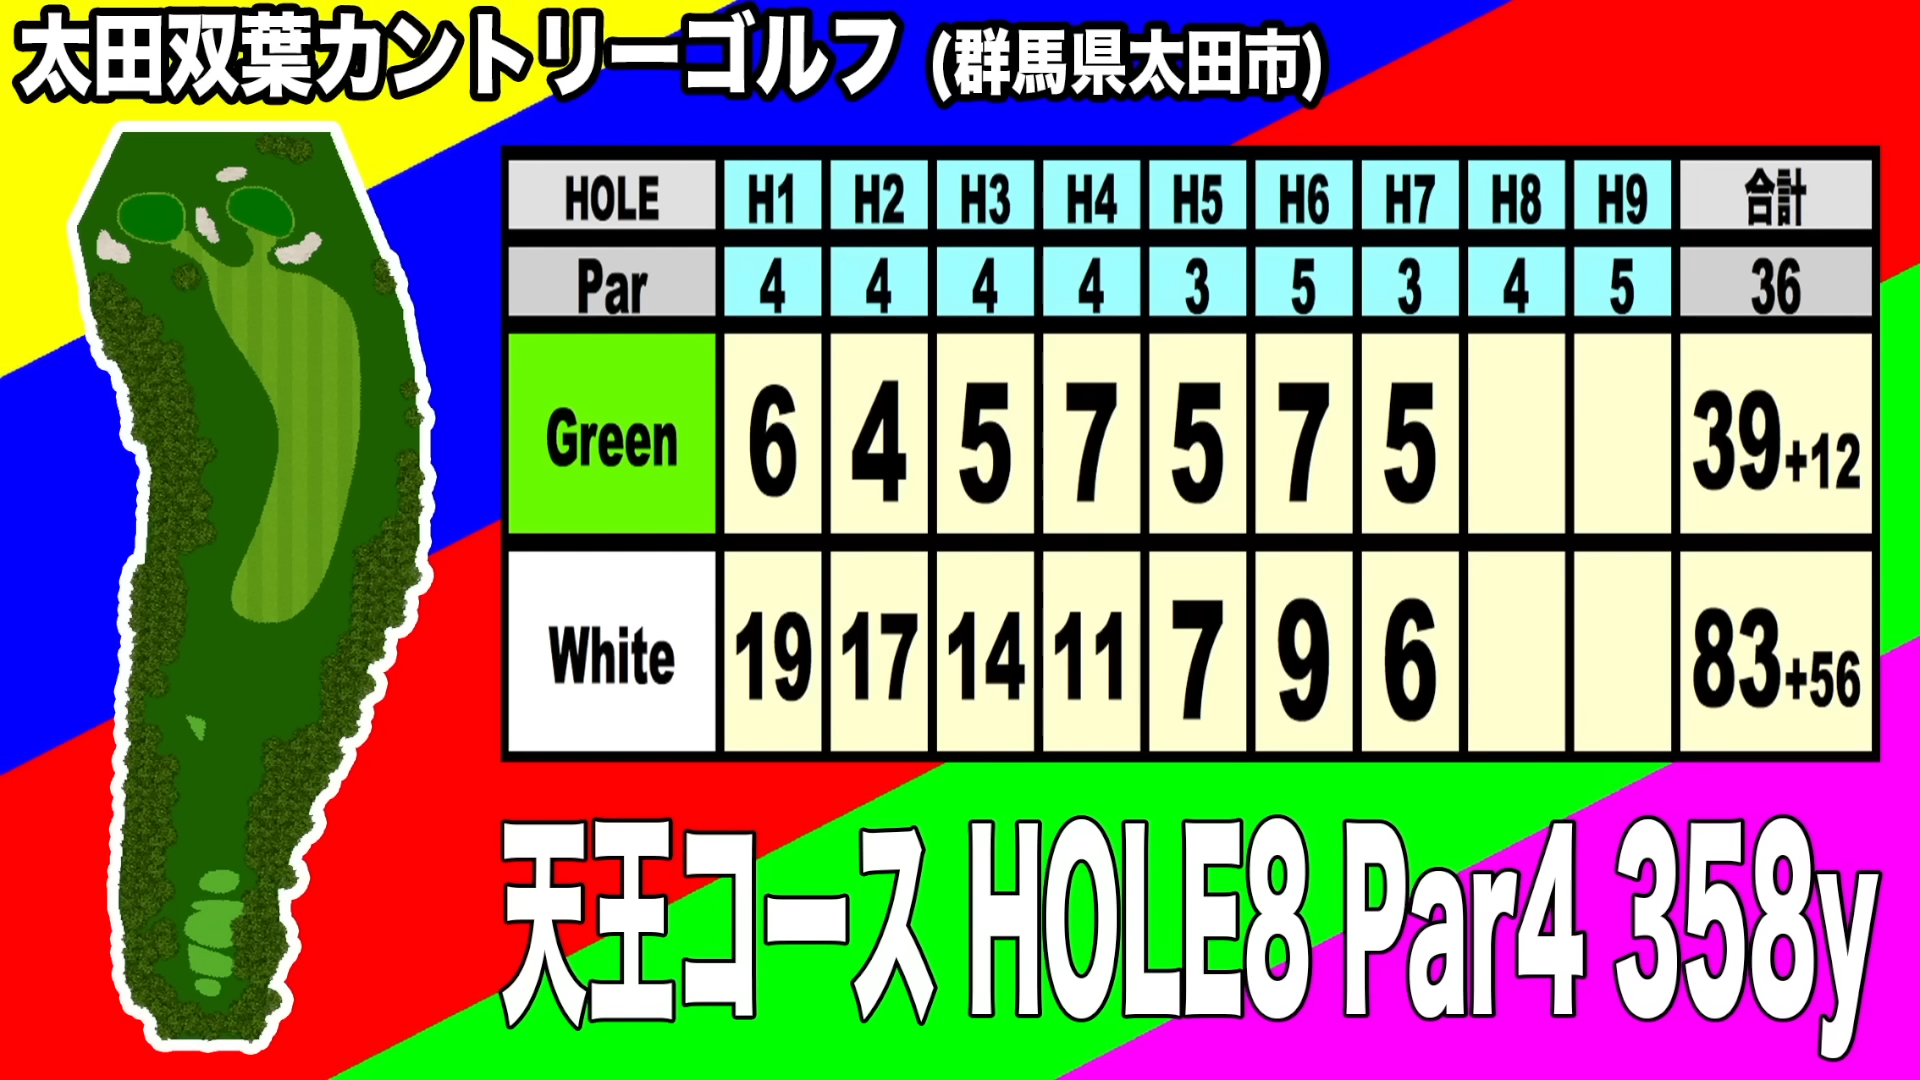 太田双葉カントリーゴルフ (群馬県太田市)
HOLE H1 H2 H3 H4 H5 H6 H7 H8 H9 合計
Par 4 4 4 4 3 5 3 4 5 36
Green 6 4 5 7 5 7 5 39+12
White 19 17 14 11 7 9 6 83+56
天王コース HOLE8 Par4 358y